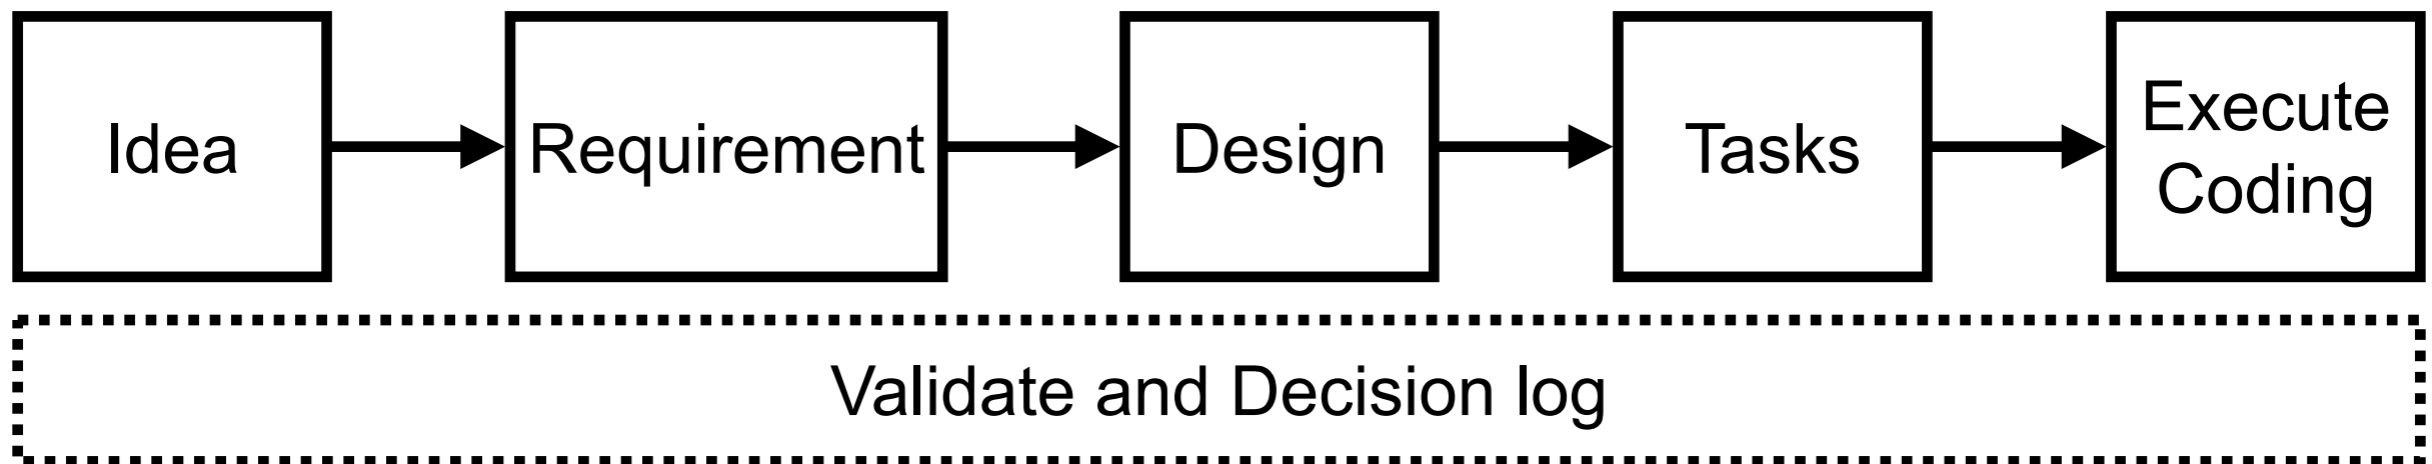 Idea
Requirement
Design
Tasks
Execute
Coding
Validate and Decision log